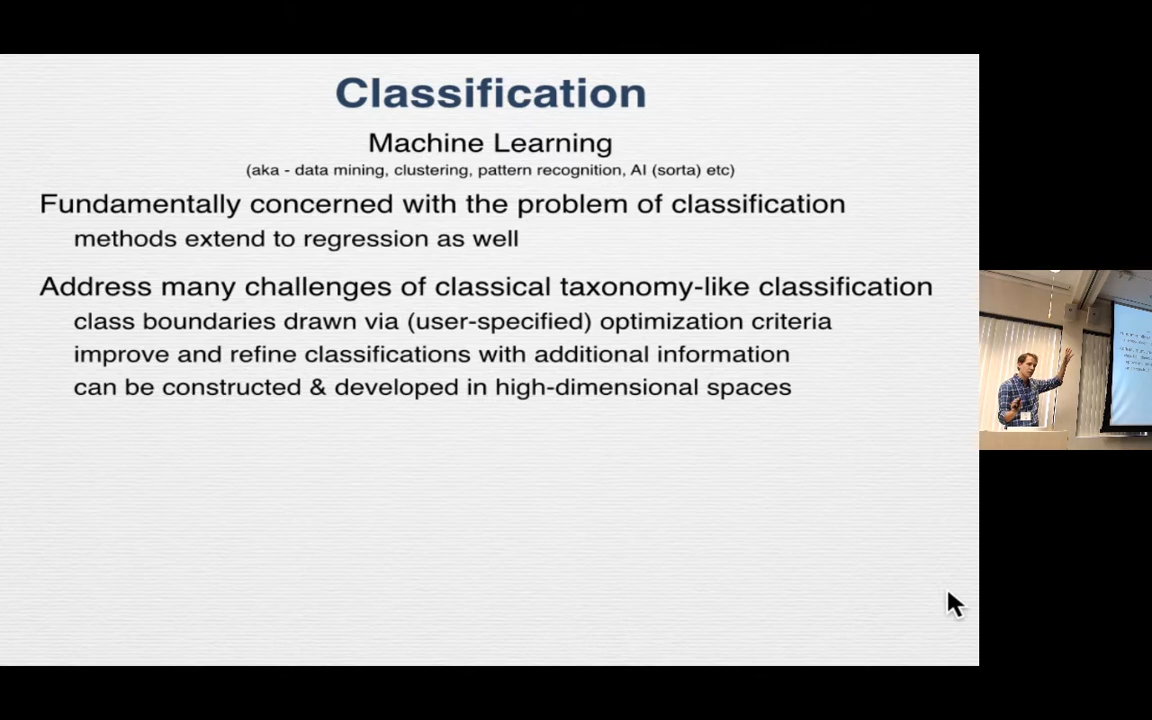 Classification
Machine Learning
(aka - data mining, clustering, pattern recognition, AI (sorta) etc)
Fundamentally concerned with the problem of classification
methods extend to regression as well
Address many challenges of classical taxonomy-like classification
class boundaries drawn via (user-specified) optimization criteria
improve and refine classifications with additional information
can be constructed & developed in high-dimensional spaces